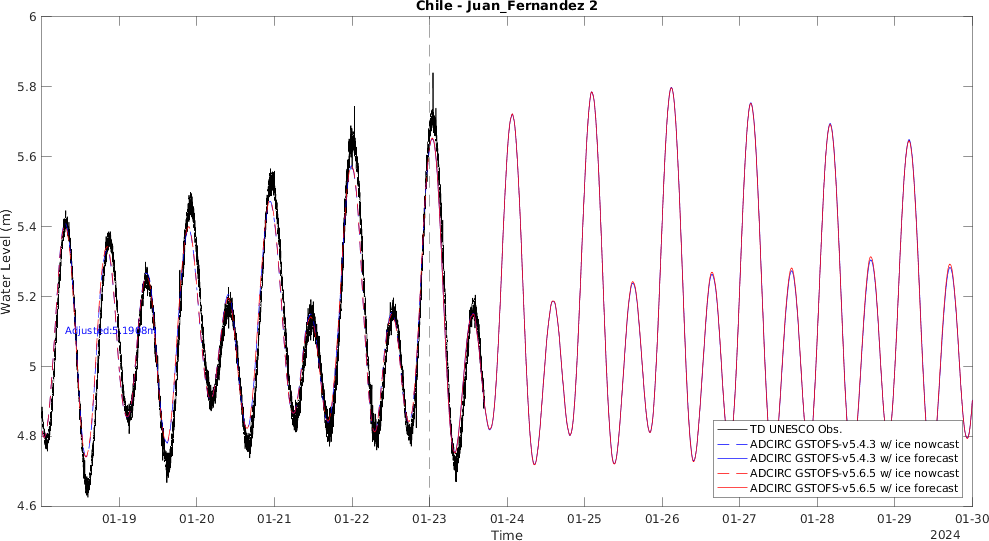 Chile - Juan_Fernandez 2
6
5.8
5.6
5.4
5.2
5
4.8
4.6
Water Level (m)
Adjusted:5.1908m
TD UNESCO Obs.
ADCIRC GSTOFS-v5.4.3 w/ ice nowcast
ADCIRC GSTOFS-v5.4.3 w/ ice forecast
ADCIRC GSTOFS-v5.6.5 w/ ice nowcast
ADCIRC GSTOFS-v5.6.5 w/ ice forecast
01-19 01-20 01-21 01-22 01-23 01-24 01-25 01-26 01-27 01-28 01-29 01-30
Time
2024